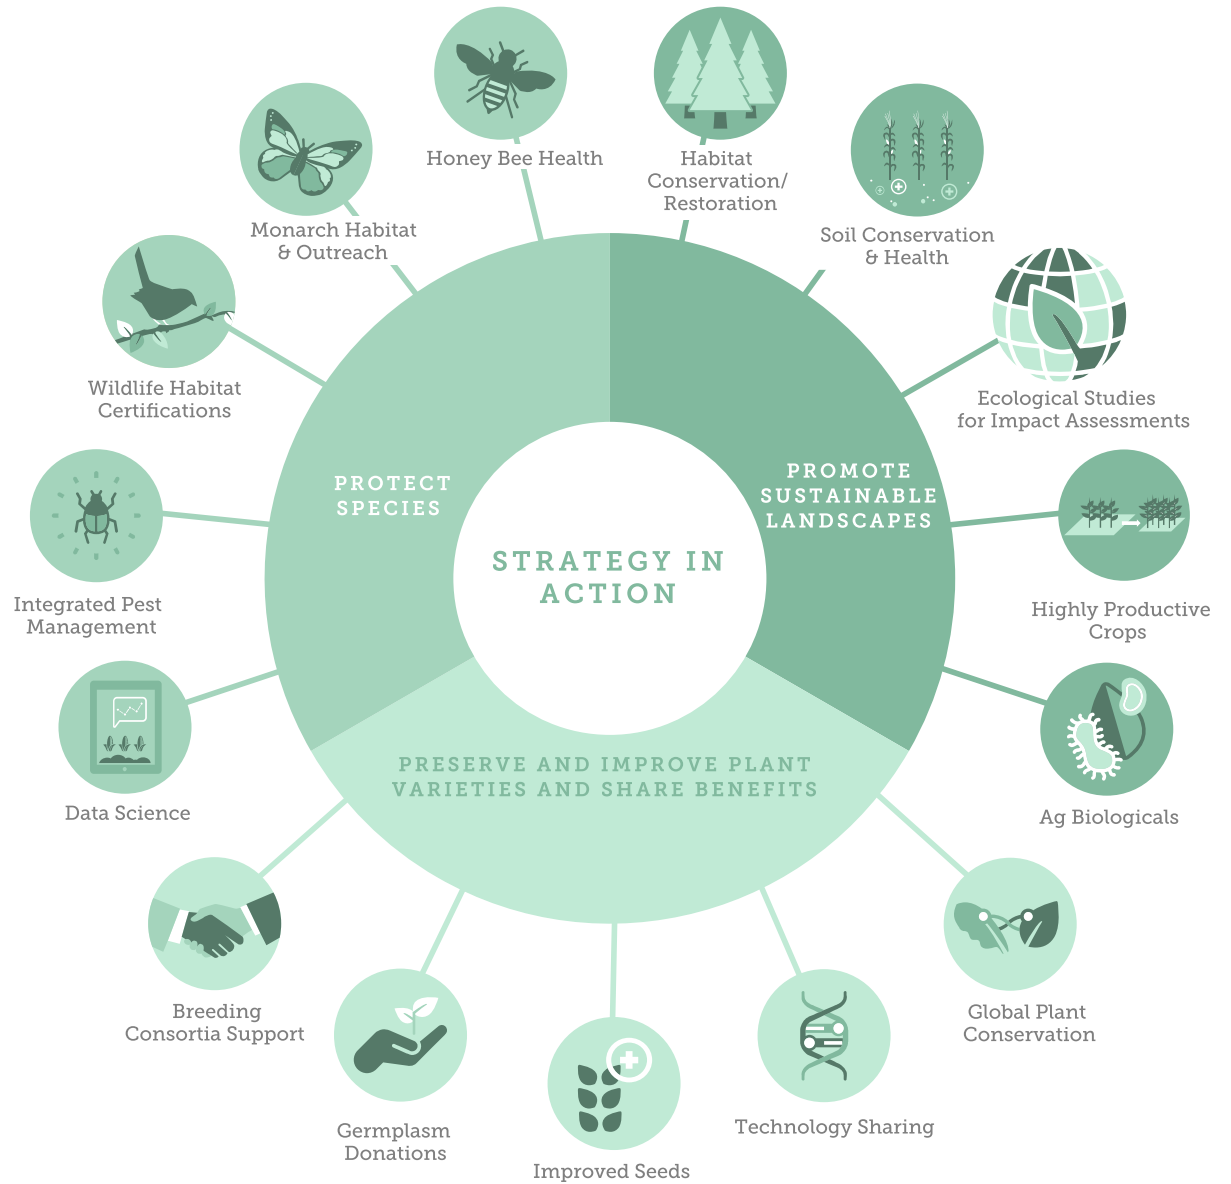 Honey Bee Health
Habitat
Conservation/
Restoration
Monarch Habitat
& Outreach
Soil Conservation
& Health
Wildlife Habitat
Certifications
Ecological Studies
for Impact Assessments
PROTECT
SPECIES
PROMOTE
SUSTAINABLE
LANDSCAPES
STRATEGY IN
ACTION
Integrated Pest
Management
Highly Productive
Crops
Data Science
Ag Biologicals
PRESERVE AND IMPROVE PLANT
VARIETIES AND SHARE BENEFITS
Breeding
Consortia Support
Global Plant
Conservation
Germplasm
Donations
Improved Seeds
Technology Sharing